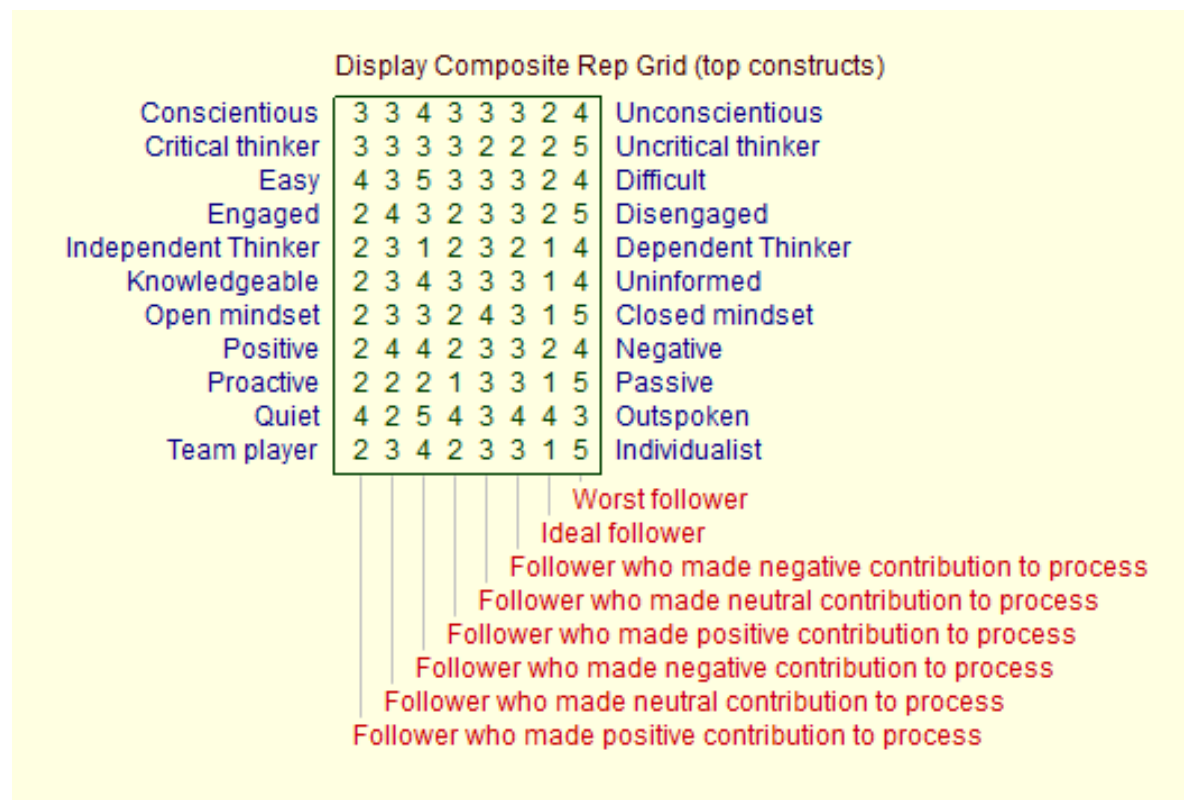 Display Composite Rep Grid (top constructs)
Conscientious 3 3 4 3 3 3 2 4 Unconscientious
Critical thinker 3 3 3 3 2 2 2 5 Uncritical thinker
Easy 4 3 5 3 3 3 2 4 Difficult
Engaged 2 4 3 2 3 3 2 5 Disengaged
Independent Thinker 2 3 1 2 3 2 1 4 Dependent Thinker
Knowledgeable 2 3 4 3 3 3 1 4 Uninformed
Open mindset 2 3 3 2 4 3 1 5 Closed mindset
Positive 2 4 4 2 3 3 2 4 Negative
Proactive 2 2 2 1 3 3 1 5 Passive
Quiet 4 2 5 4 3 4 4 3 Outspoken
Team player 2 3 4 2 3 3 1 5 Individualist
Worst follower
Ideal follower
Follower who made negative contribution to process
Follower who made neutral contribution to process
Follower who made positive contribution to process
Follower who made negative contribution to process
Follower who made neutral contribution to process
Follower who made positive contribution to process